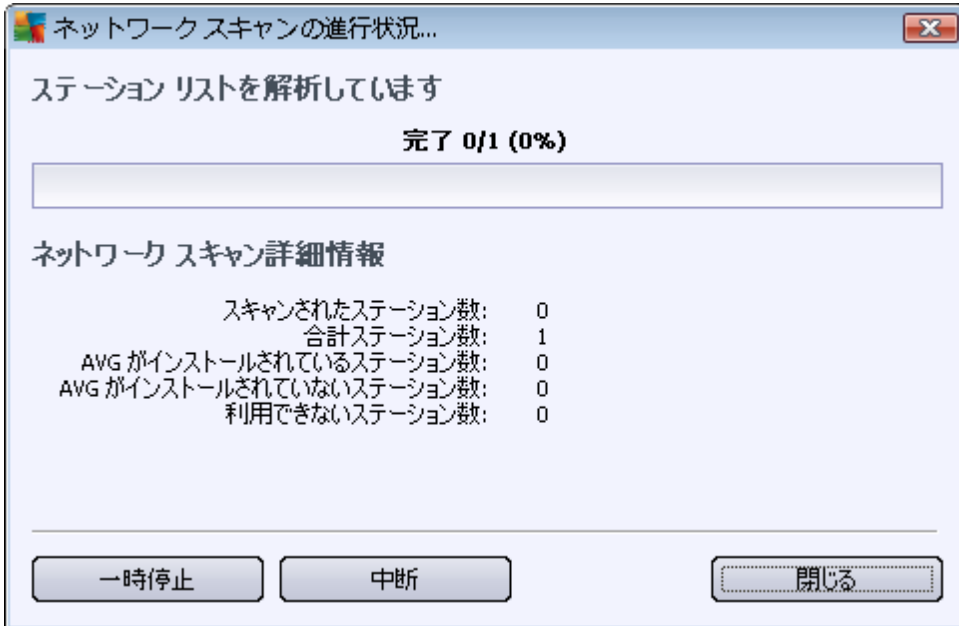 ネットワーク スキャンの進行状況...
ステーション リストを解析しています
完了 0/1 (0%)
ネットワーク スキャン詳細情報
スキャンされたステーション数: 0
合計ステーション数: 1
AVG がインストールされているステーション数: 0
AVG がインストールされていないステーション数: 0
利用できないステーション数: 0
一時停止 中断 閉じる